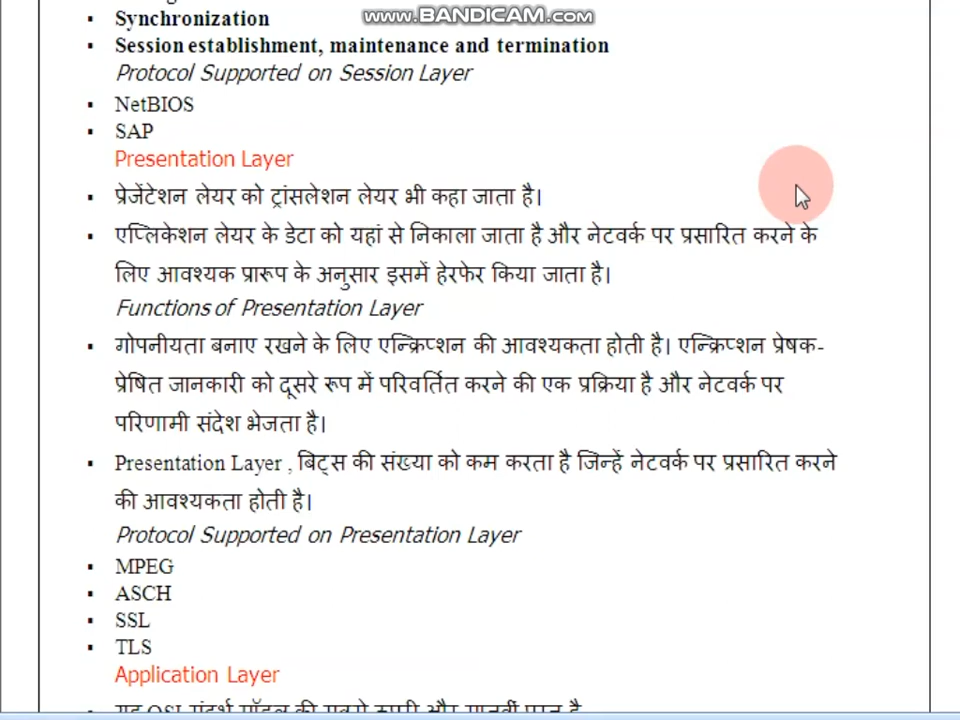 www.BANDICAM.com
Synchronization
Session establishment, maintenance and termination
Protocol Supported on Session Layer
NetBIOS
SAP
Presentation Layer
प्रेजेंटेशन लेयर को ट्रांसलेशन लेयर भी कहा जाता है।
एप्लिकेशन लेयर के डेटा को यहां से निकाला जाता है और नेटवर्क पर प्रसारित करने के
लिए आवश्यक प्रारूप के अनुसार इसमें हेरफेर किया जाता है।
Functions of Presentation Layer
गोपनीयता बनाए रखने के लिए एन्क्रिप्शन की आवश्यकता होती है। एन्क्रिप्शन प्रेषक-
प्रेषित जानकारी को दूसरे रूप में परिवर्तित करने की एक प्रक्रिया है और नेटवर्क पर
परिणामी संदेश भेजता है।
Presentation Layer , बिट्स की संख्या को कम करता है जिन्हें नेटवर्क पर प्रसारित करने
की आवश्यकता होती है।
Protocol Supported on Presentation Layer
MPEG
ASCH
SSL
TLS
Application Layer